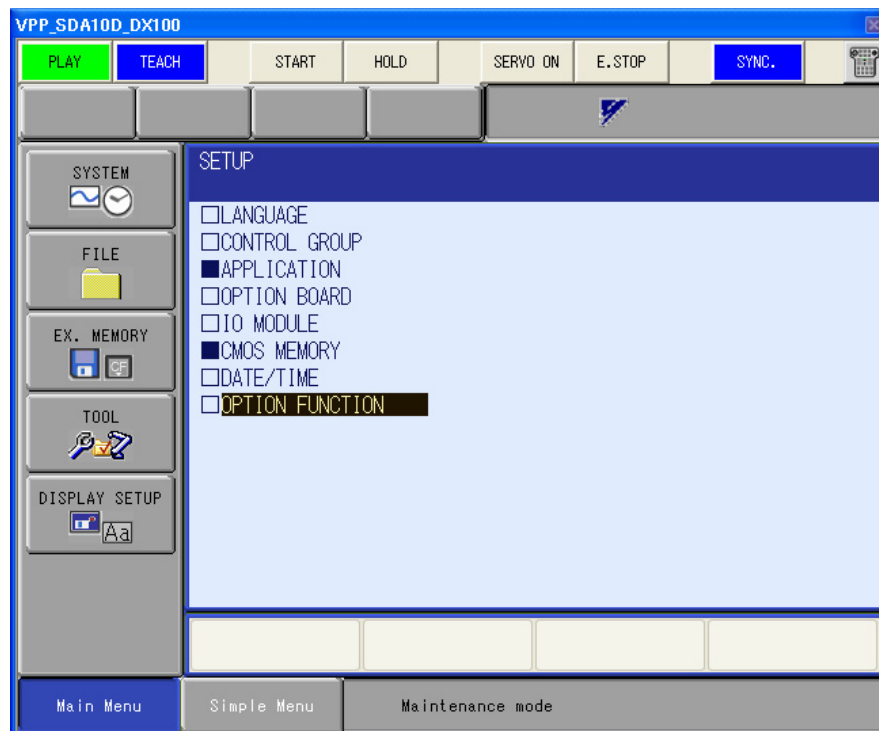 VPP_SDA10D_DX100
PLAY TEACH START HOLD SERVO ON E.STOP SYNC.
SYSTEM
FILE
EX. MEMORY
CF
TOOL
DISPLAY SETUP
Aa
SETUP
LANGUAGE
CONTROL GROUP
APPLICATION
OPTION BOARD
IO MODULE
CMOS MEMORY
DATE/TIME
OPTION FUNCTION
Main Menu Simple Menu Maintenance mode